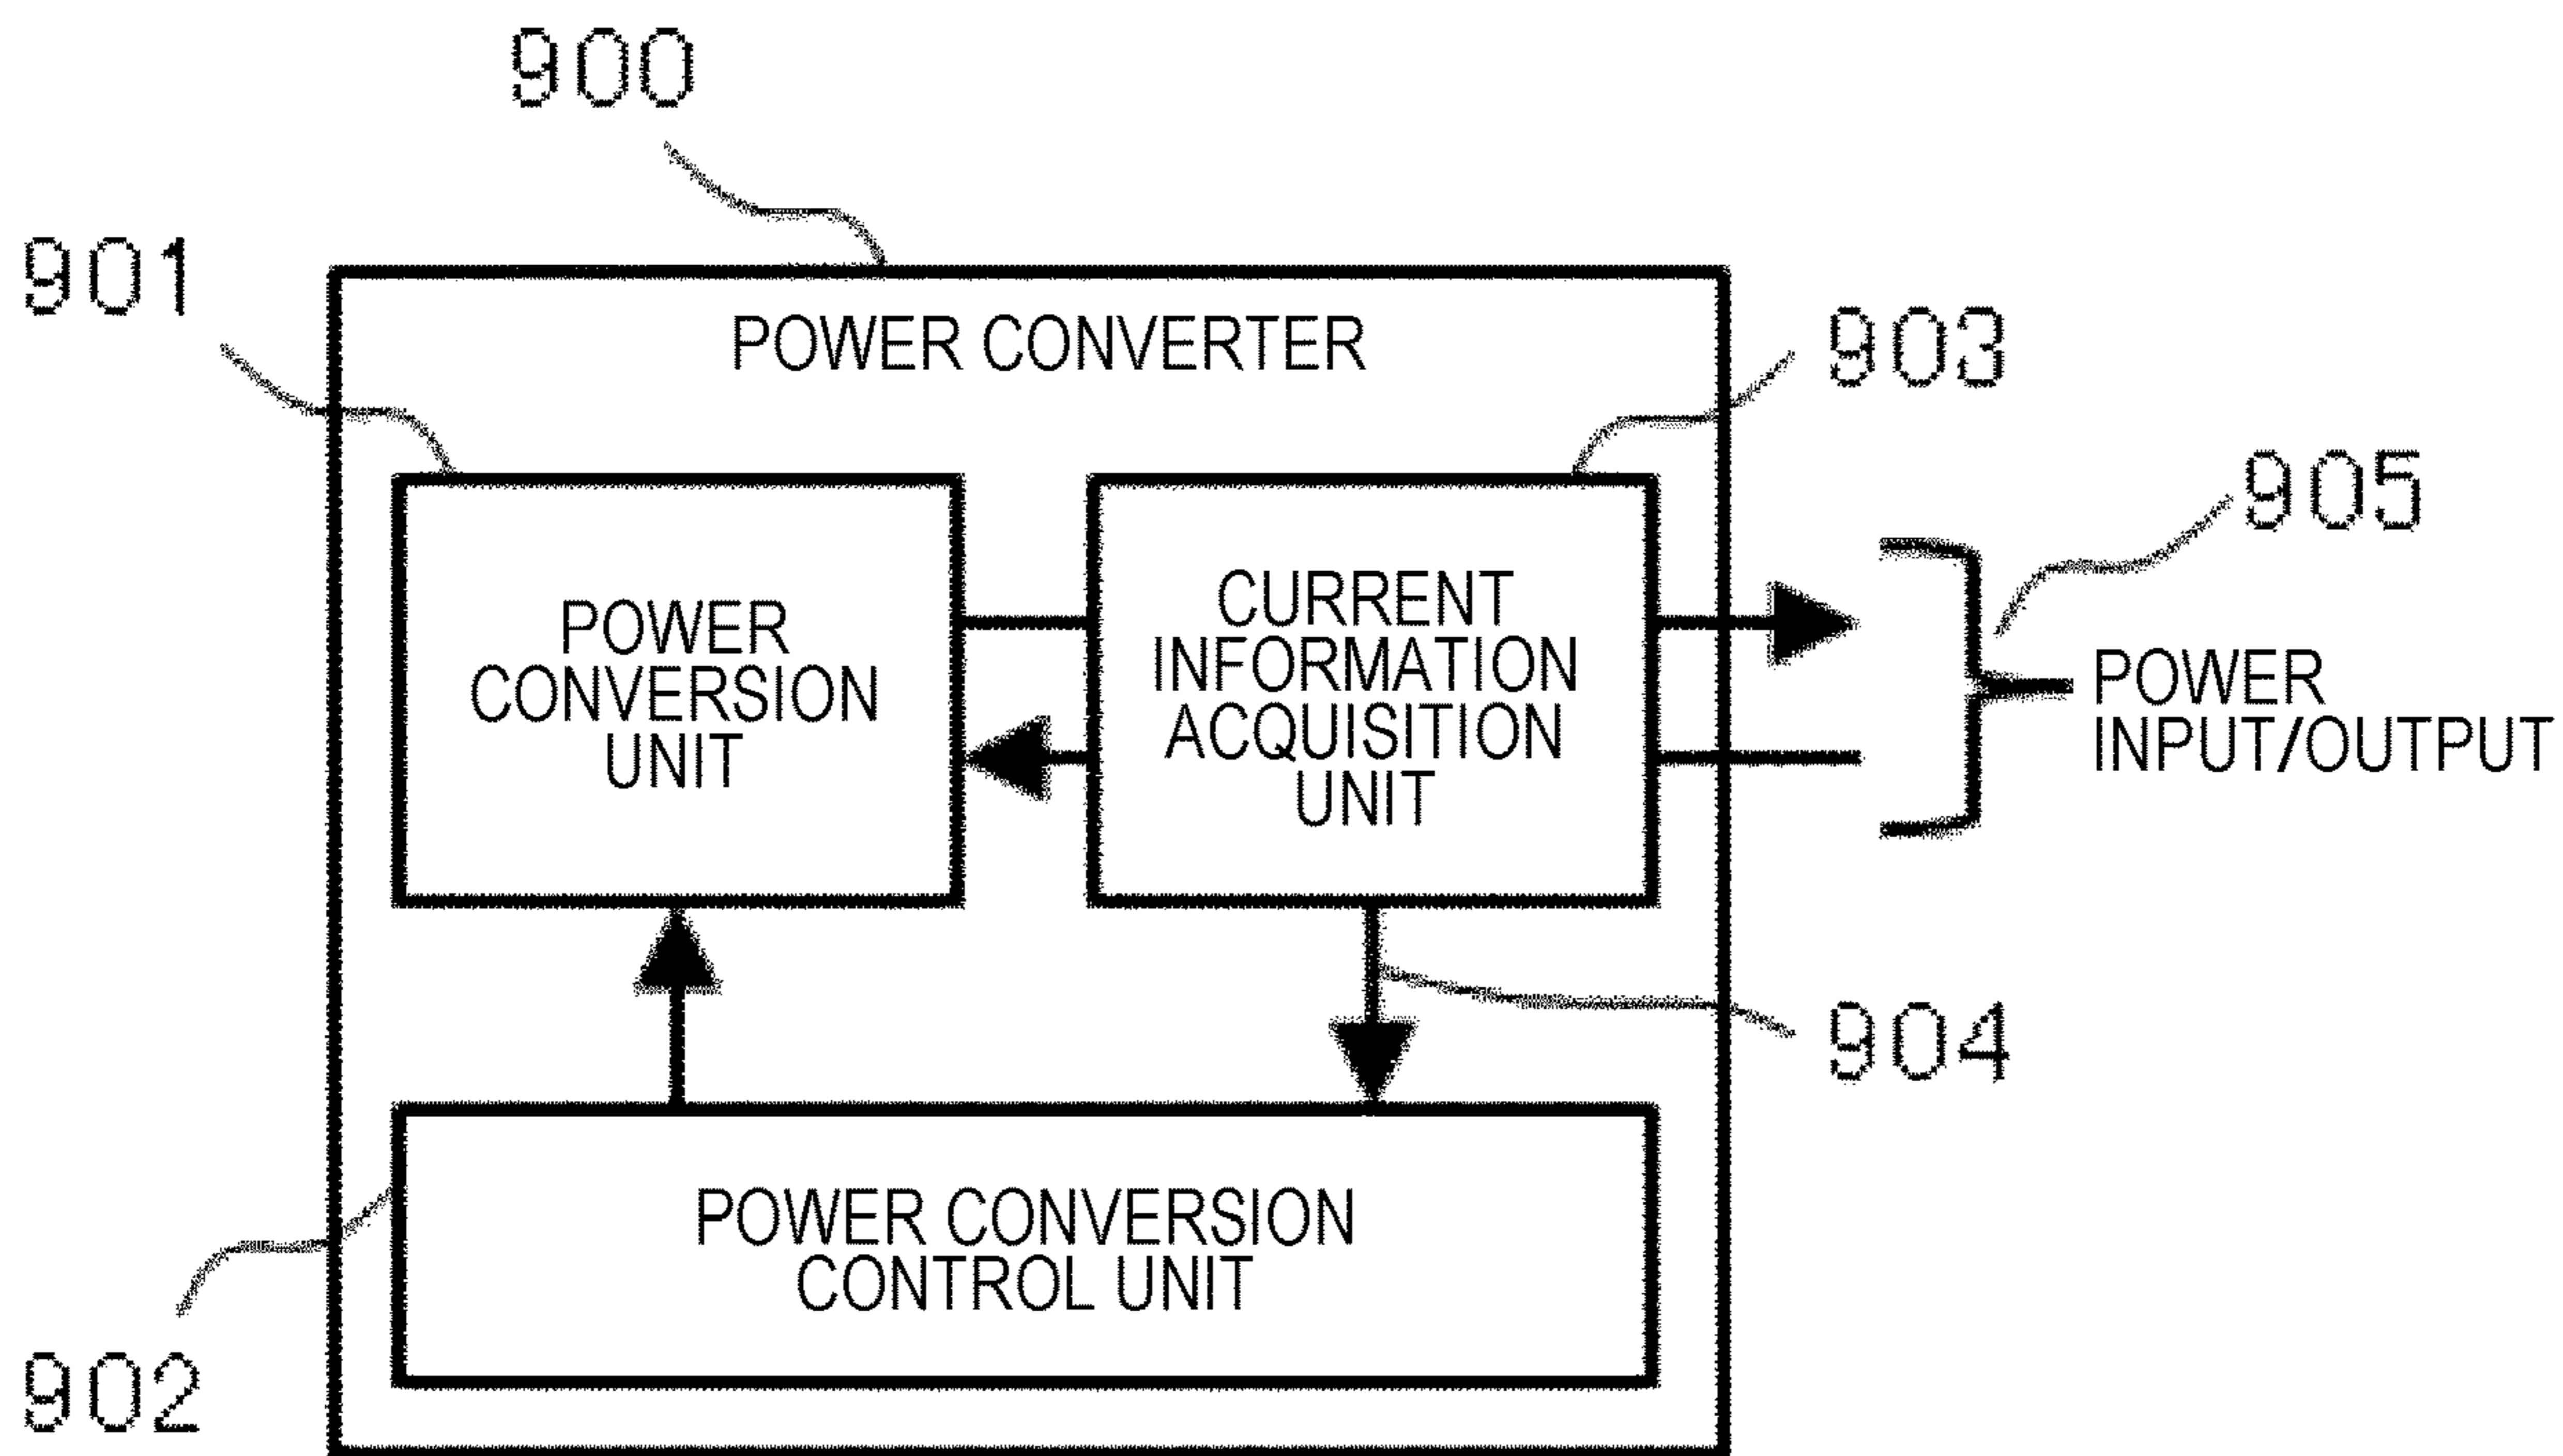 900
901
POWER CONVERTER
903
905
POWER
CONVERSION
UNIT
CURRENT
INFORMATION
ACQUISITION
UNIT
POWER
INPUT/OUTPUT
904
POWER CONVERSION
CONTROL UNIT
902